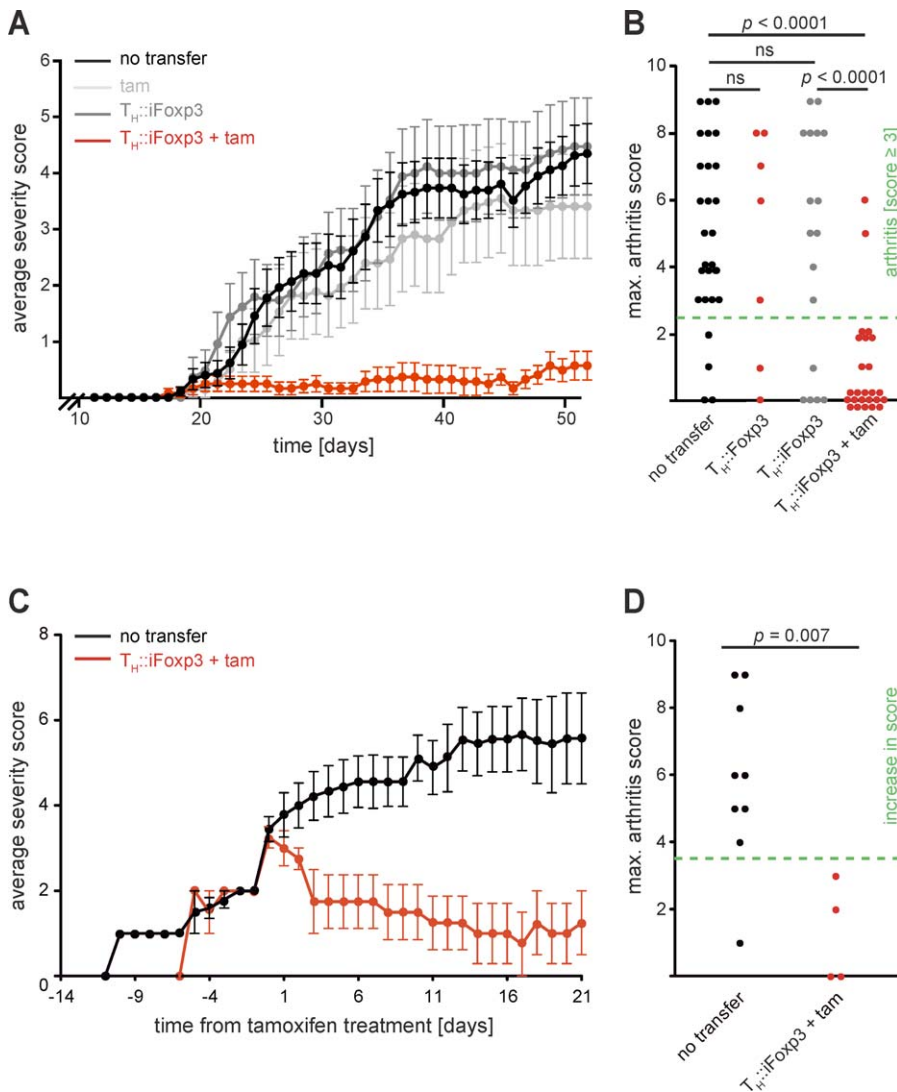 A
no transfer
tam
TH::iFoxp3
TH::iFoxp3 + tam
average severity score
6
5
4
3
2
1
10
20
30
40
50
time [days]
B
p < 0.0001
ns
ns
p < 0.0001
max. arthritis score
10
8
6
4
2
0
arthritis [score ≥ 3]
no transfer
TH::Foxp3
TH::iFoxp3
TH::iFoxp3 + tam
C
no transfer
TH::iFoxp3 + tam
average severity score
8
6
4
2
0
-14
-9
-4
1
6
11
16
21
time from tamoxifen treatment [days]
D
p = 0.007
max. arthritis score
10
8
6
4
2
increase in score
no transfer
TH::iFoxp3 + tam